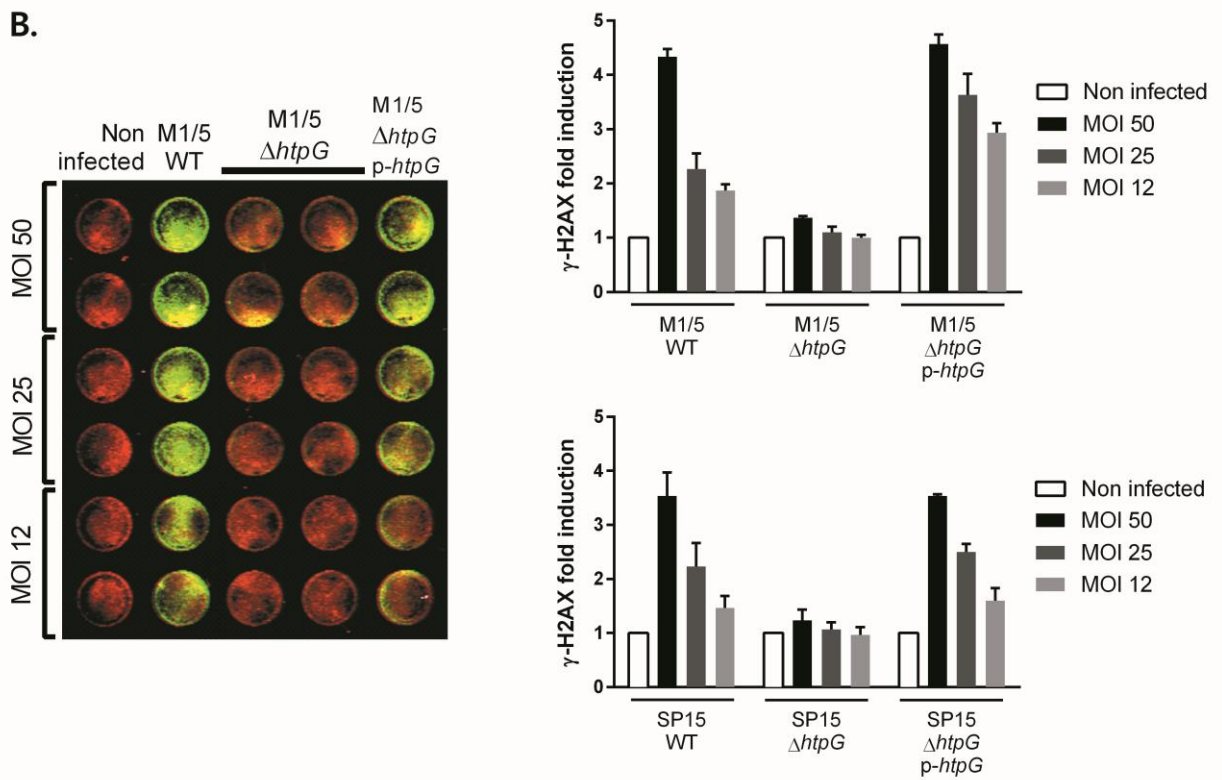 B.
Non
infected
M1/5
WT
M1/5
ΔhtpG
M1/5
ΔhtpG
p-htpG
MOI 50
MOI 25
MOI 12
γ-H2AX fold induction
5
4
3
2
1
0
M1/5
WT
M1/5
ΔhtpG
M1/5
ΔhtpG
p-htpG
Non infected
MOI 50
MOI 25
MOI 12
γ-H2AX fold induction
5
4
3
2
1
0
SP15
WT
SP15
ΔhtpG
SP15
ΔhtpG
p-htpG
Non infected
MOI 50
MOI 25
MOI 12